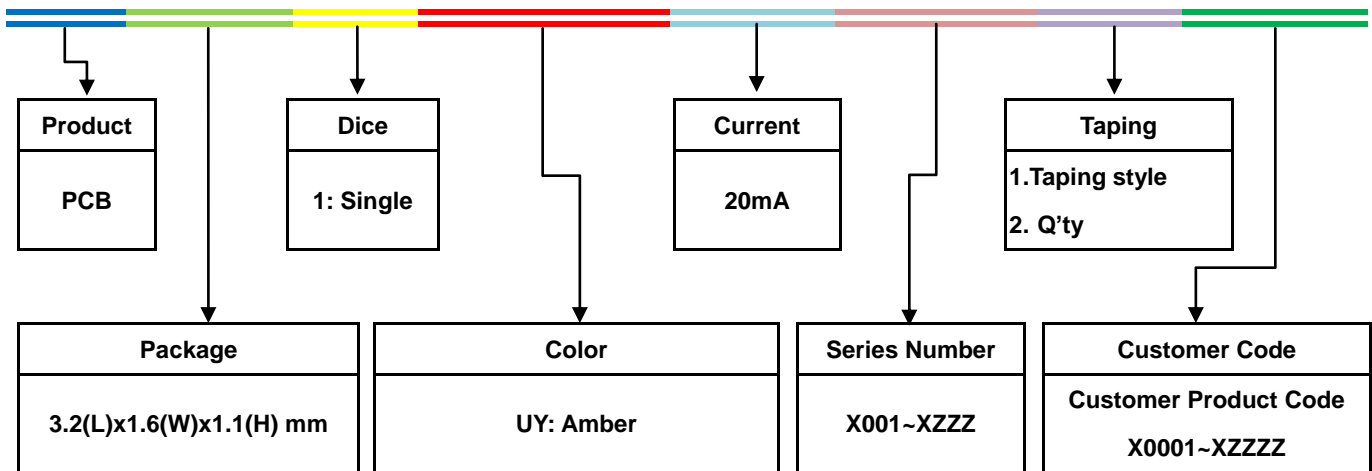 Product
PCB
Dice
1: Single
Current
20mA
Taping
1.Taping style
2. Q’ty
Package
3.2(L)x1.6(W)x1.1(H) mm
Color
UY: Amber
Series Number
X001~XZZZ
Customer Code
Customer Product Code
X0001~XZZZZ